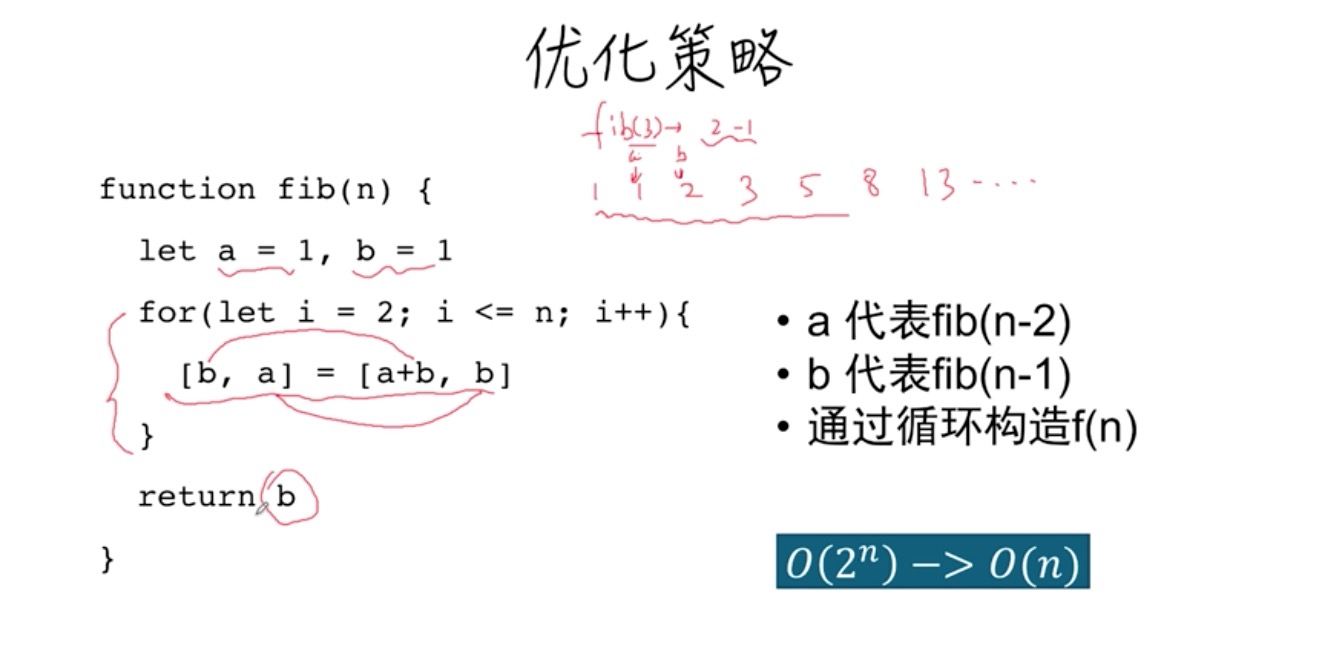 优化策略
fib(3)→ 2-1
a b
1 1 2 3 5 8 13 -....
function fib(n) {
let a = 1, b = 1
for(let i = 2; i <= n; i++){
[b, a] = [a+b, b]
}
return b
}
• a 代表fib(n-2)
• b 代表fib(n-1)
• 通过循环构造f(n)
O(2ⁿ) −> O(n)